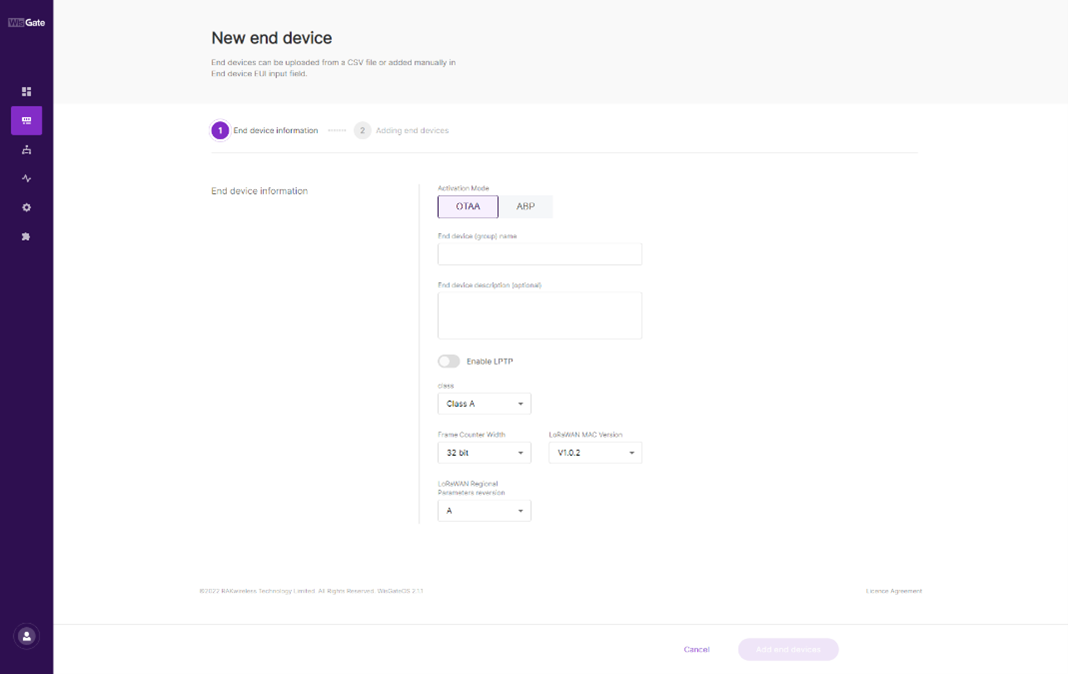 WisGate
New end device
End devices can be uploaded from a CSV file or added manually in
End device EUI input field.
1 End device information
2 Adding end devices
End device information
Activation Mode
OTAA
ABP
End device (group) name
End device description (optional)
Enable LPTP
class
Class A
Frame Counter Width
LoRaWAN MAC Version
32 bit
V1.0.2
LoRaWAN Regional
Parameters reversion
A
©2022 RAKwireless Technology Limited. All Rights Reserved. WisGateOS 2.1.1
License Agreement
Cancel
Add end devices